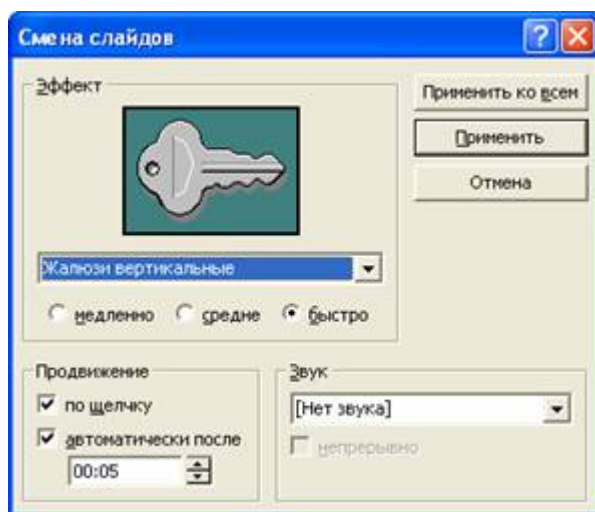 Смена слайдов
Эффект
Применить ко всем
Применить
Отмена
Жалюзи вертикальные
медленно средне быстро
Продвижение
по щелчку
автоматически после
00:05
Звук
[Нет звука]
непрерывно